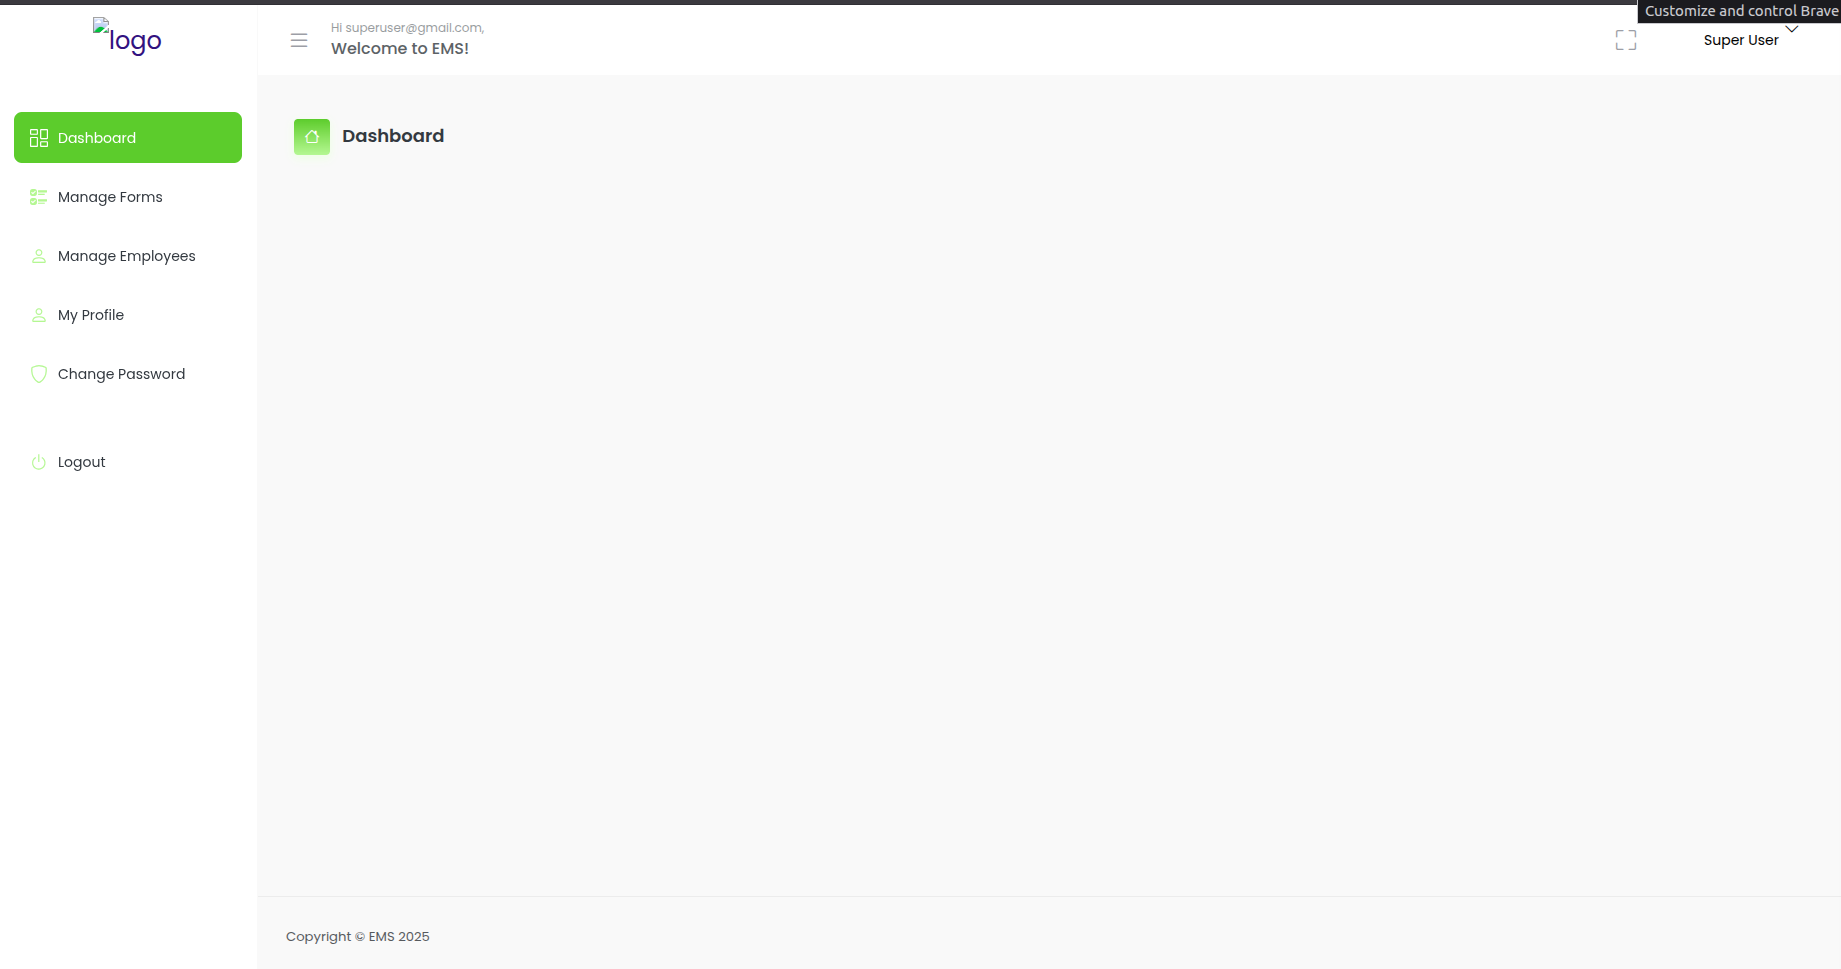 Customize and control Brave
logo
Hi superuser@gmail.com,
Welcome to EMS!
Super User
Dashboard
Manage Forms
Manage Employees
My Profile
Change Password
Logout
Dashboard
Copyright © EMS 2025